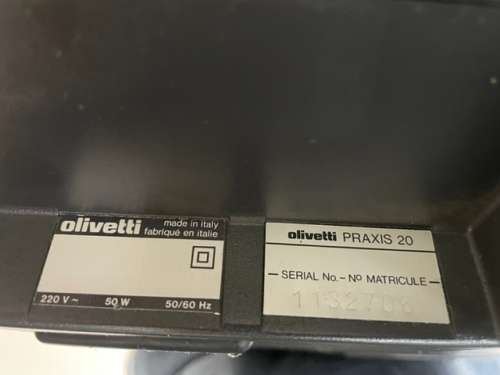 olivetti made in italy
fabriqué en italie
220 V ~ 50 W 50/60 Hz
olivetti PRAXIS 20
SERIAL No. – Nº MATRICULE